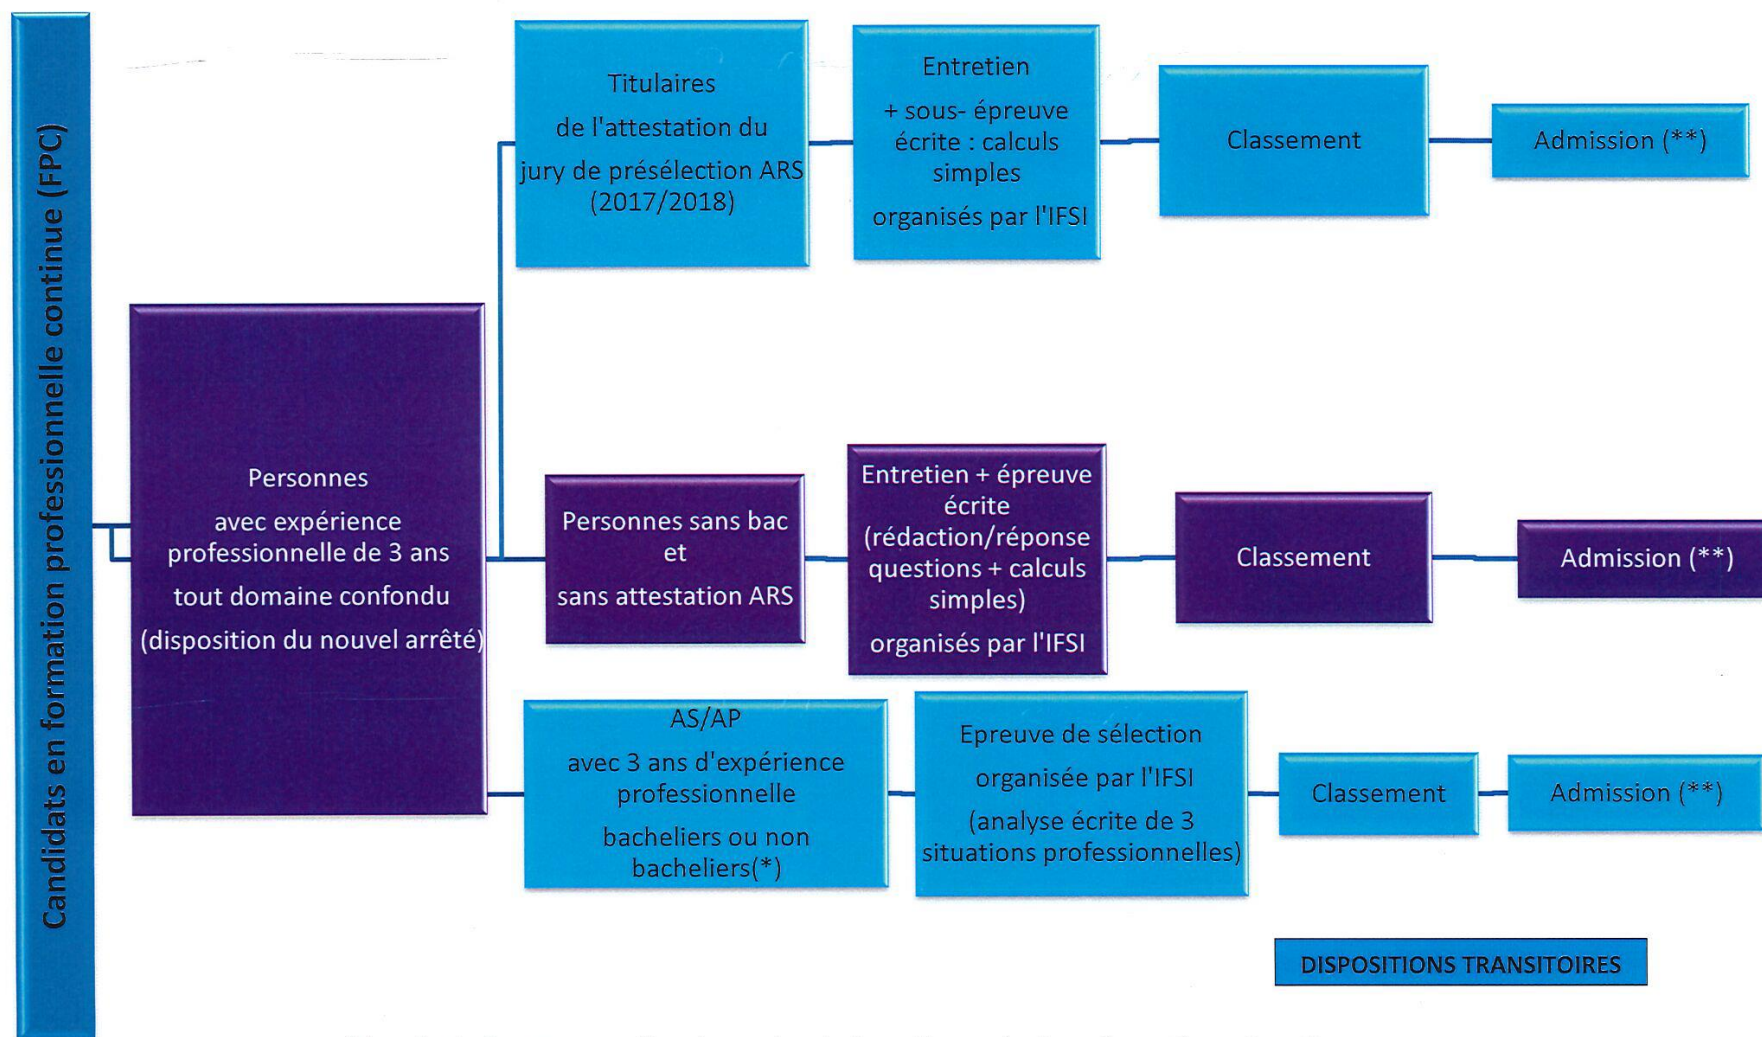 Candidats en formation professionnelle continue (FPC)
Personnes
avec expérience
professionnelle de 3 ans
tout domaine confondu
(disposition du nouvel arrêté)
Titulaires
de l'attestation du
jury de présélection ARS
(2017/2018)
Entretien
+ sous- épreuve
écrite : calculs
simples
organisés par l'IFSI
Classement
Admission (**)
Personnes sans bac
et
sans attestation ARS
Entretien + épreuve
écrite
(rédaction/réponse
questions + calculs
simples)
organisés par l'IFSI
Classement
Admission (**)
AS/AP
avec 3 ans d'expérience
professionnelle
bacheliers ou non
bacheliers(*)
Epreuve de sélection
organisée par l'IFSI
(analyse écrite de 3
situations professionnelles)
Classement
Admission (**)
DISPOSITIONS TRANSITOIRES